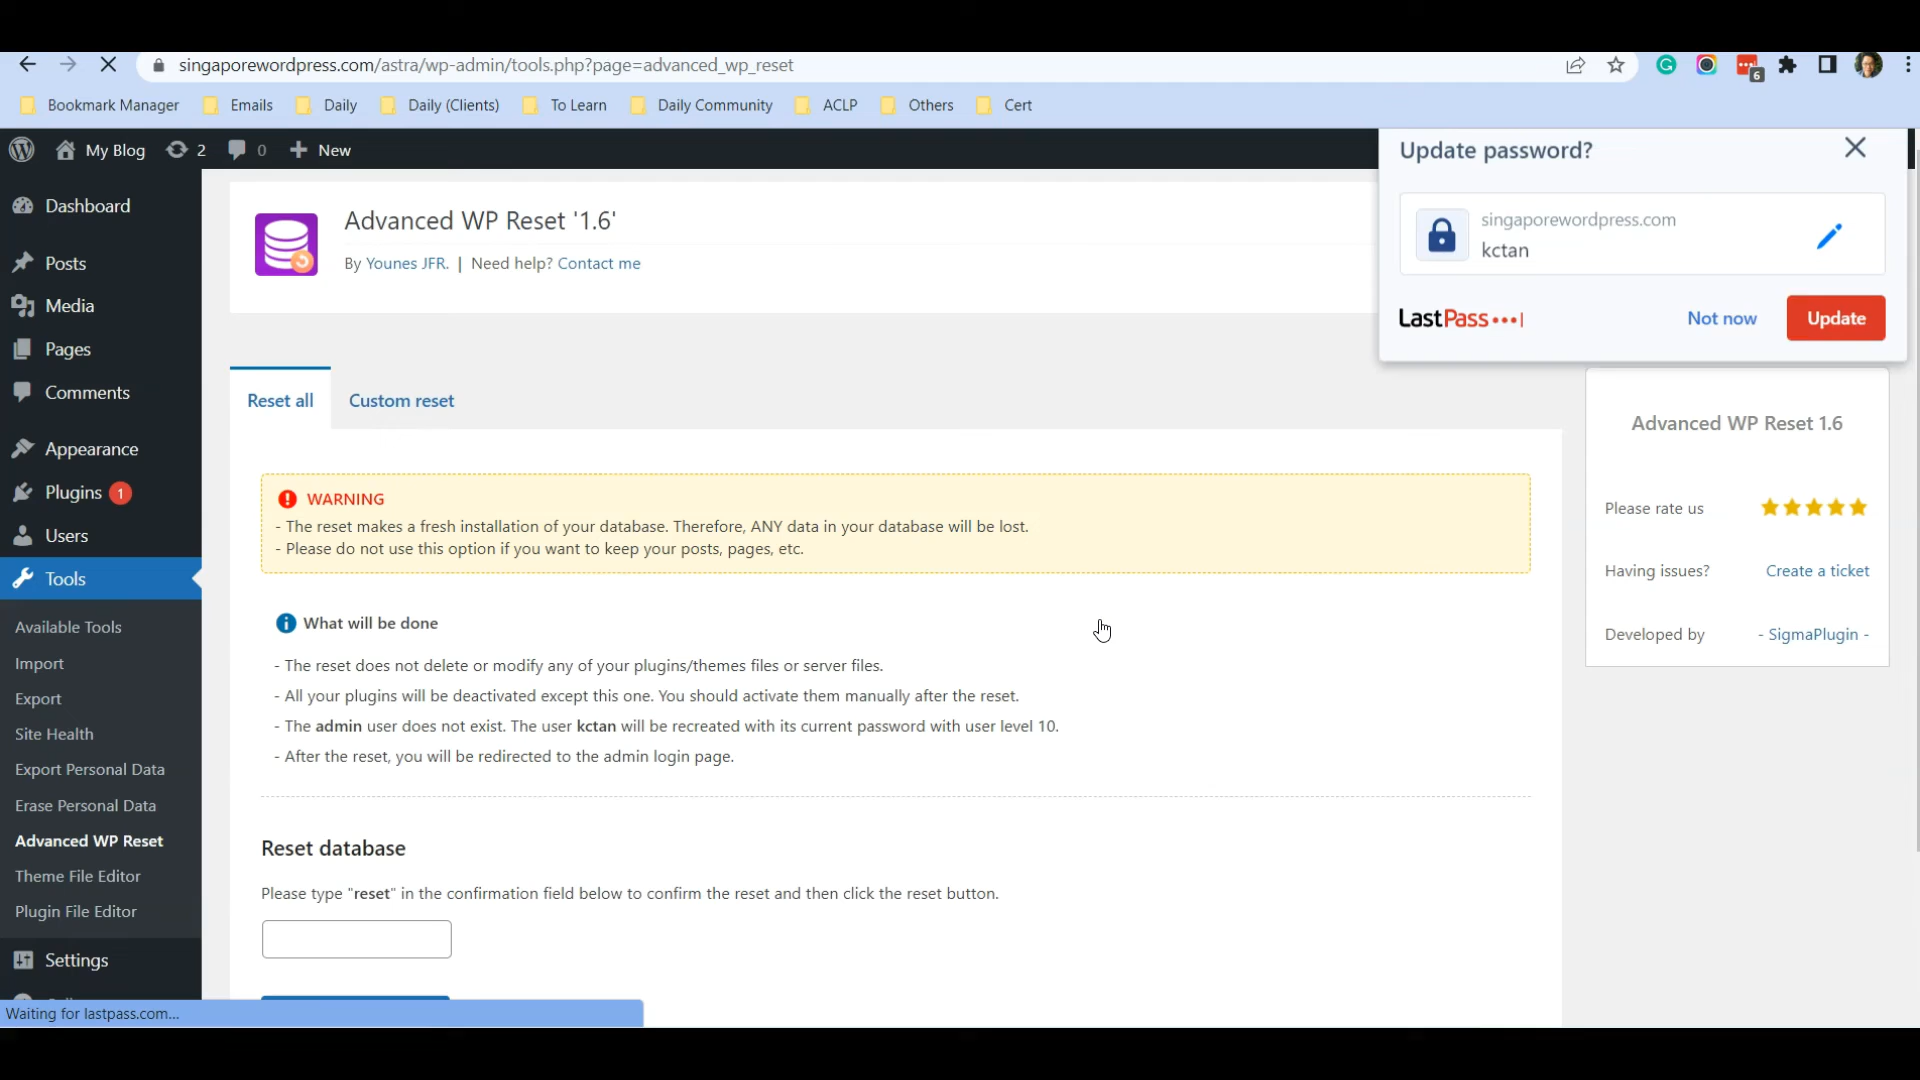 singaporewordpress.com/astra/wp-admin/tools.php?page=advanced_wp_reset
6
Bookmark Manager Emails Daily Daily (Clients) To Learn Daily Community ACLP Others Cert
My Blog 2 0 New
Update password?
singaporewordpress.com
kctan
LastPass
Not now Update
Dashboard
Posts
Media
Pages
Comments
Appearance
Plugins 1
Users
Tools
Available Tools
Import
Export
Site Health
Export Personal Data
Erase Personal Data
Advanced WP Reset
Theme File Editor
Plugin File Editor
Settings
Advanced WP Reset '1.6'
By Younes JFR. | Need help? Contact me
Reset all Custom reset
WARNING
- The reset makes a fresh installation of your database. Therefore, ANY data in your database will be lost.
- Please do not use this option if you want to keep your posts, pages, etc.
What will be done
- The reset does not delete or modify any of your plugins/themes files or server files.
- All your plugins will be deactivated except this one. You should activate them manually after the reset.
- The admin user does not exist. The user kctan will be recreated with its current password with user level 10.
- After the reset, you will be redirected to the admin login page.
Reset database
Please type "reset" in the confirmation field below to confirm the reset and then click the reset button.
Advanced WP Reset 1.6
Please rate us
Having issues? Create a ticket
Developed by - SigmaPlugin -
Waiting for lastpass.com...